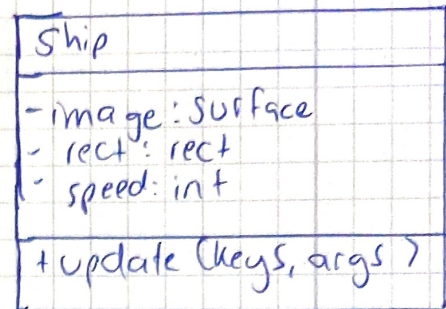 Ship
- image: surface
- rect: rect
- speed: int
+ update (keys, args)